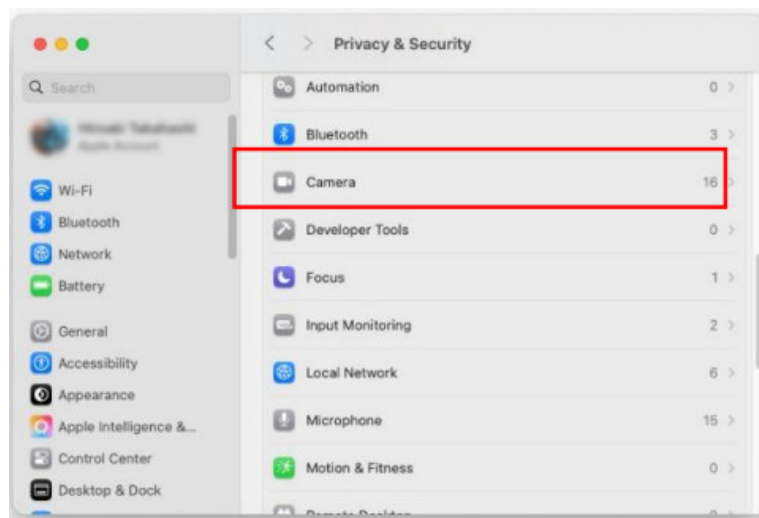 Privacy & Security
Search
Wi-Fi
Bluetooth
Network
Battery
General
Accessibility
Appearance
Apple Intelligence &...
Control Center
Desktop & Dock
Automation 0
Bluetooth 3
Camera 16
Developer Tools 0
Focus 1
Input Monitoring 2
Local Network 6
Microphone 15
Motion & Fitness 0